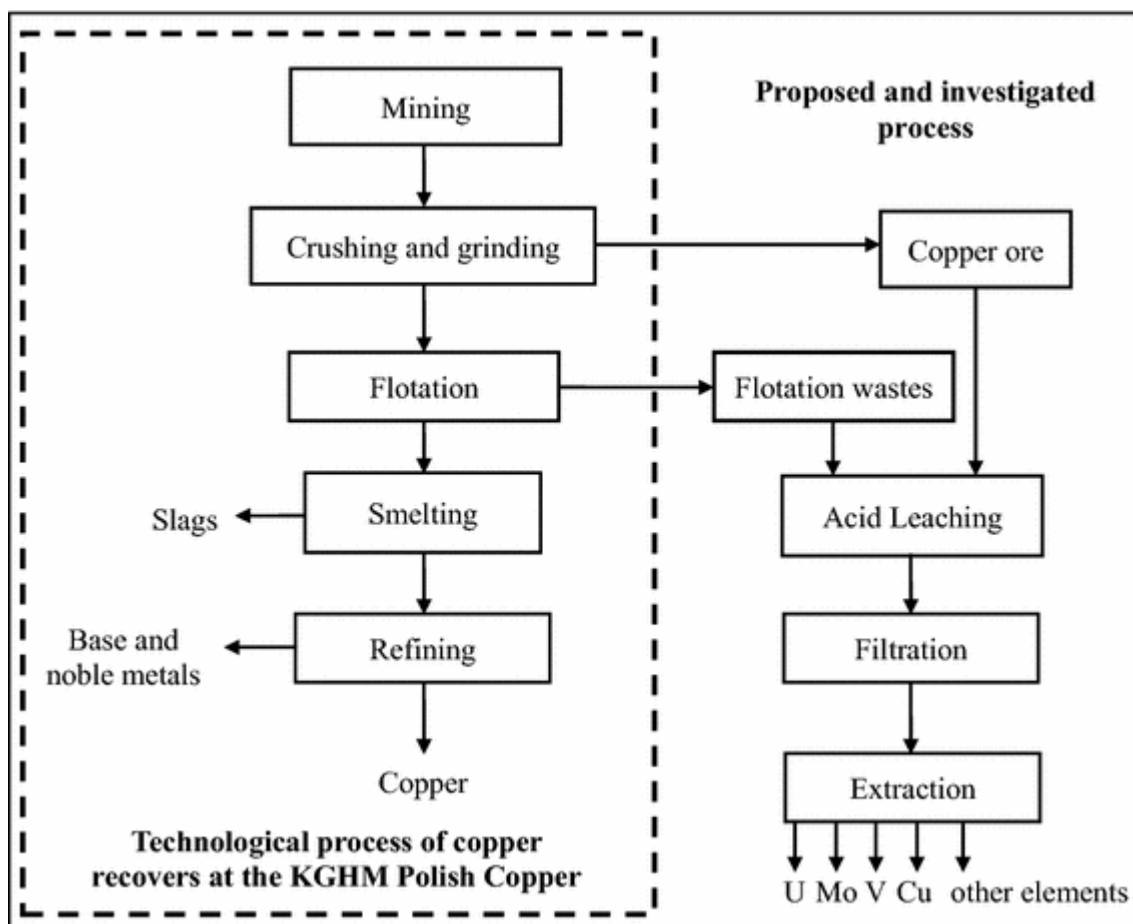 Mining
Crushing and grinding
Flotation
Slags
Smelting
Base and
noble metals
Refining
Copper
Technological process of copper
recovers at the KGHM Polish Copper
Proposed and investigated
process
Copper ore
Flotation wastes
Acid Leaching
Filtration
Extraction
U Mo V Cu other elements